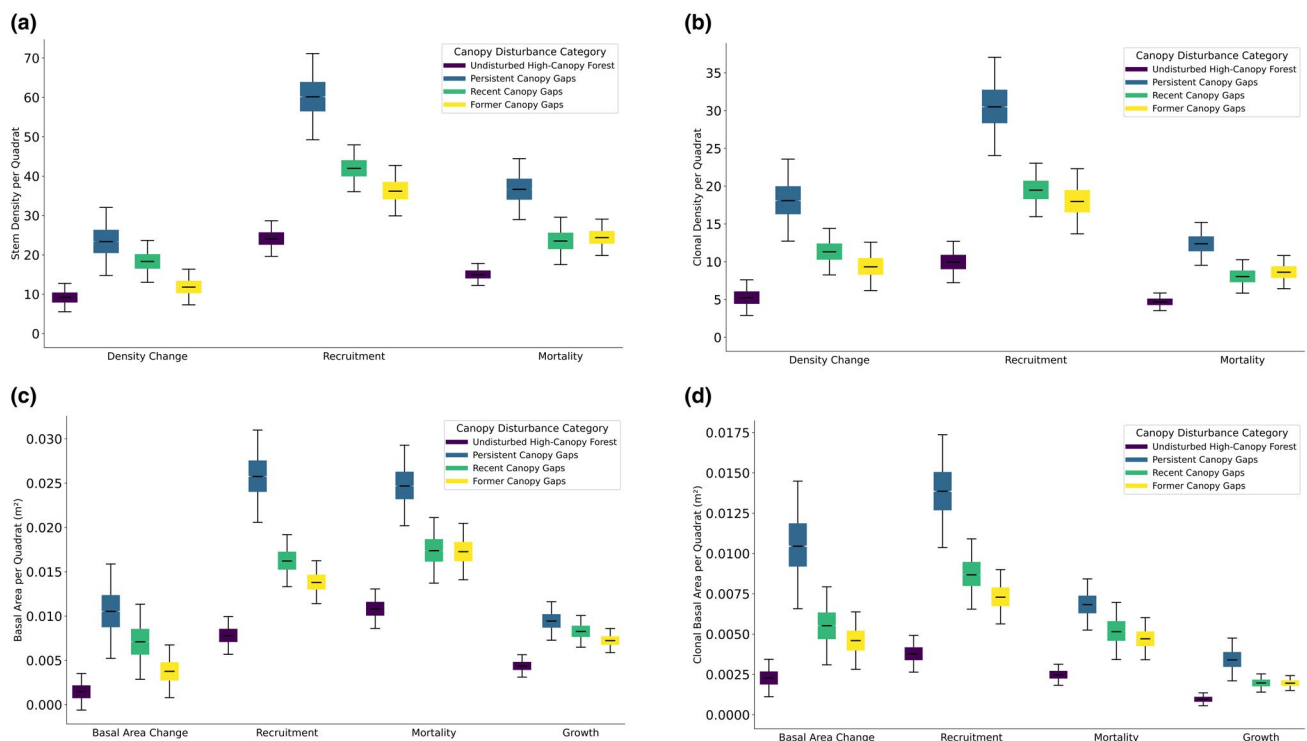 (a)
70
60
50
40
30
20
10
0
Stem Density per Quadrat
Canopy Disturbance Category
Undisturbed High-Canopy Forest
Persistent Canopy Gaps
Recent Canopy Gaps
Former Canopy Gaps
Density Change
Recruitment
Mortality
(b)
35
30
25
20
15
10
5
0
Clonal Density per Quadrat
Canopy Disturbance Category
Undisturbed High-Canopy Forest
Persistent Canopy Gaps
Recent Canopy Gaps
Former Canopy Gaps
Density Change
Recruitment
Mortality
(c)
0.030
0.025
0.020
0.015
0.010
0.005
0.000
Basal Area per Quadrat (m²)
Canopy Disturbance Category
Undisturbed High-Canopy Forest
Persistent Canopy Gaps
Recent Canopy Gaps
Former Canopy Gaps
Basal Area Change
Recruitment
Mortality
Growth
(d)
0.0175
0.0150
0.0125
0.0100
0.0075
0.0050
0.0025
0.0000
Clonal Basal Area per Quadrat (m²)
Canopy Disturbance Category
Undisturbed High-Canopy Forest
Persistent Canopy Gaps
Recent Canopy Gaps
Former Canopy Gaps
Basal Area Change
Recruitment
Mortality
Growth